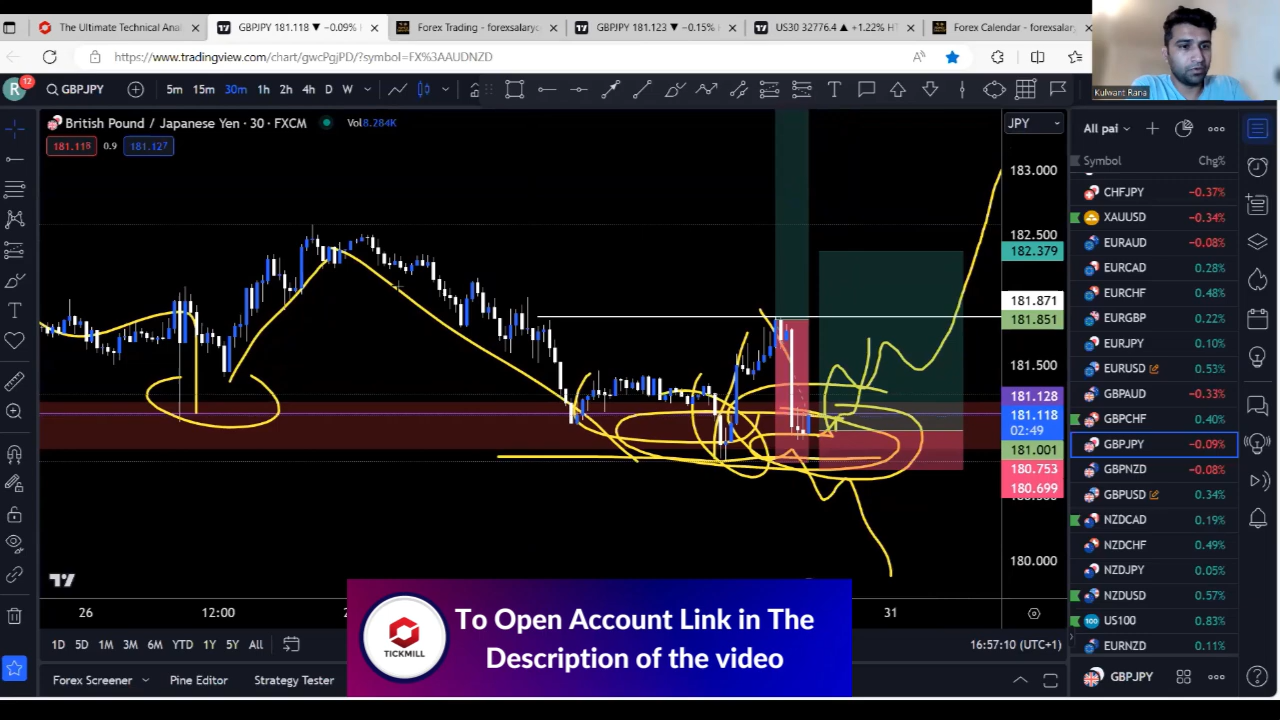 The Ultimate Technical Anal
GBPJPY 181.118 ▼ −0.09% H
Forex Trading - forexsalaryc
GBPJPY 181.123 ▼ −0.15% H
US30 32776.4 ▲ +1.22% HT
Forex Calendar - forexsalary
https://www.tradingview.com/chart/gwcPgjPD/?symbol=FX%3AAUDNZD
Kulwant Rana
R 12
GBPJPY
5m 15m 30m 1h 2h 4h D W
British Pound / Japanese Yen · 30 · FXCM
Vol 8.284K
181.118 0.9 181.127
JPY
183.000
182.500
182.379
181.871
181.851
181.500
181.128
181.118
02:49
181.001
180.753
180.699
180.000
26 12:00 31
1D 5D 1M 3M 6M YTD 1Y 5Y All
16:57:10 (UTC+1)
Forex Screener Pine Editor Strategy Tester
TICKMILL
To Open Account Link in The
Description of the video
All pai
Symbol Chg%
CHFJPY −0.37%
XAUUSD −0.34%
EURAUD −0.08%
EURCAD 0.28%
EURCHF 0.48%
EURGBP 0.22%
EURJPY 0.10%
EURUSD 0.53%
GBPAUD −0.33%
GBPCHF 0.40%
GBPJPY −0.09%
GBPNZD −0.08%
GBPUSD 0.34%
NZDCAD 0.19%
NZDCHF 0.49%
NZDJPY 0.05%
NZDUSD 0.57%
US100 0.83%
EURNZD 0.11%
GBPJPY